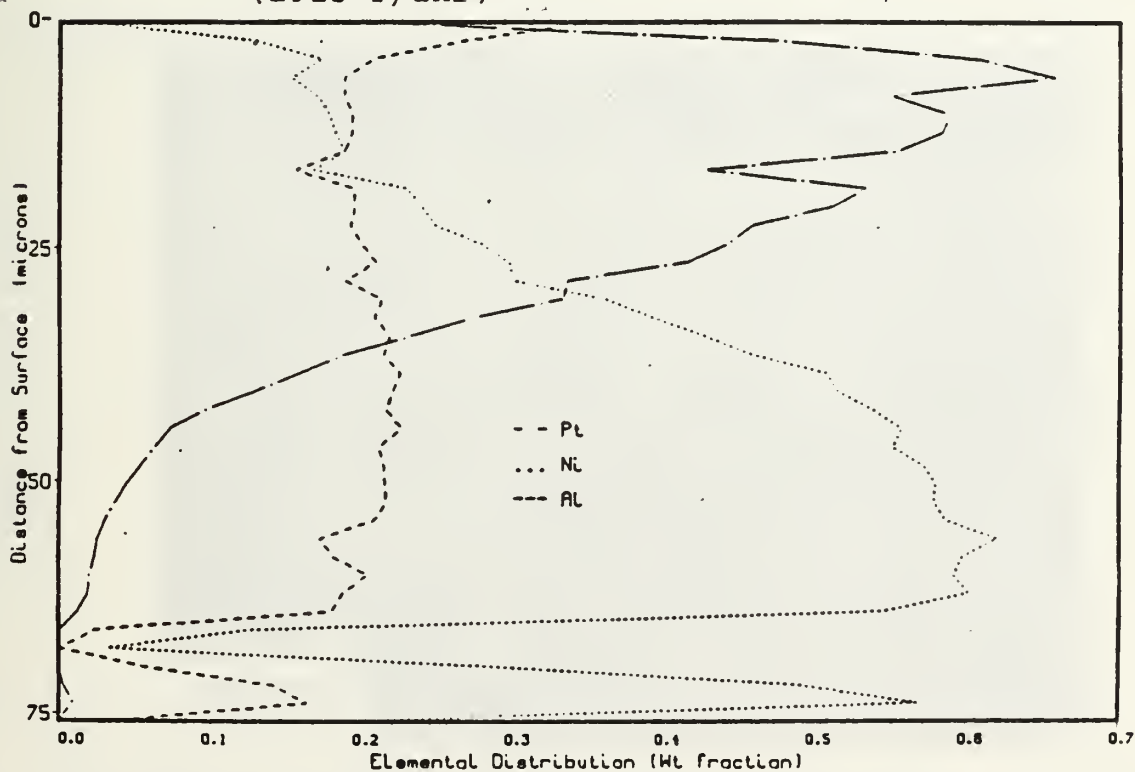 0
25
50
75
Distance from Surface (microns)
Pt
Ni
Al
0.0 0.1 0.2 0.3 0.4 0.5 0.6 0.7
Elemental Distribution (Wt fraction)